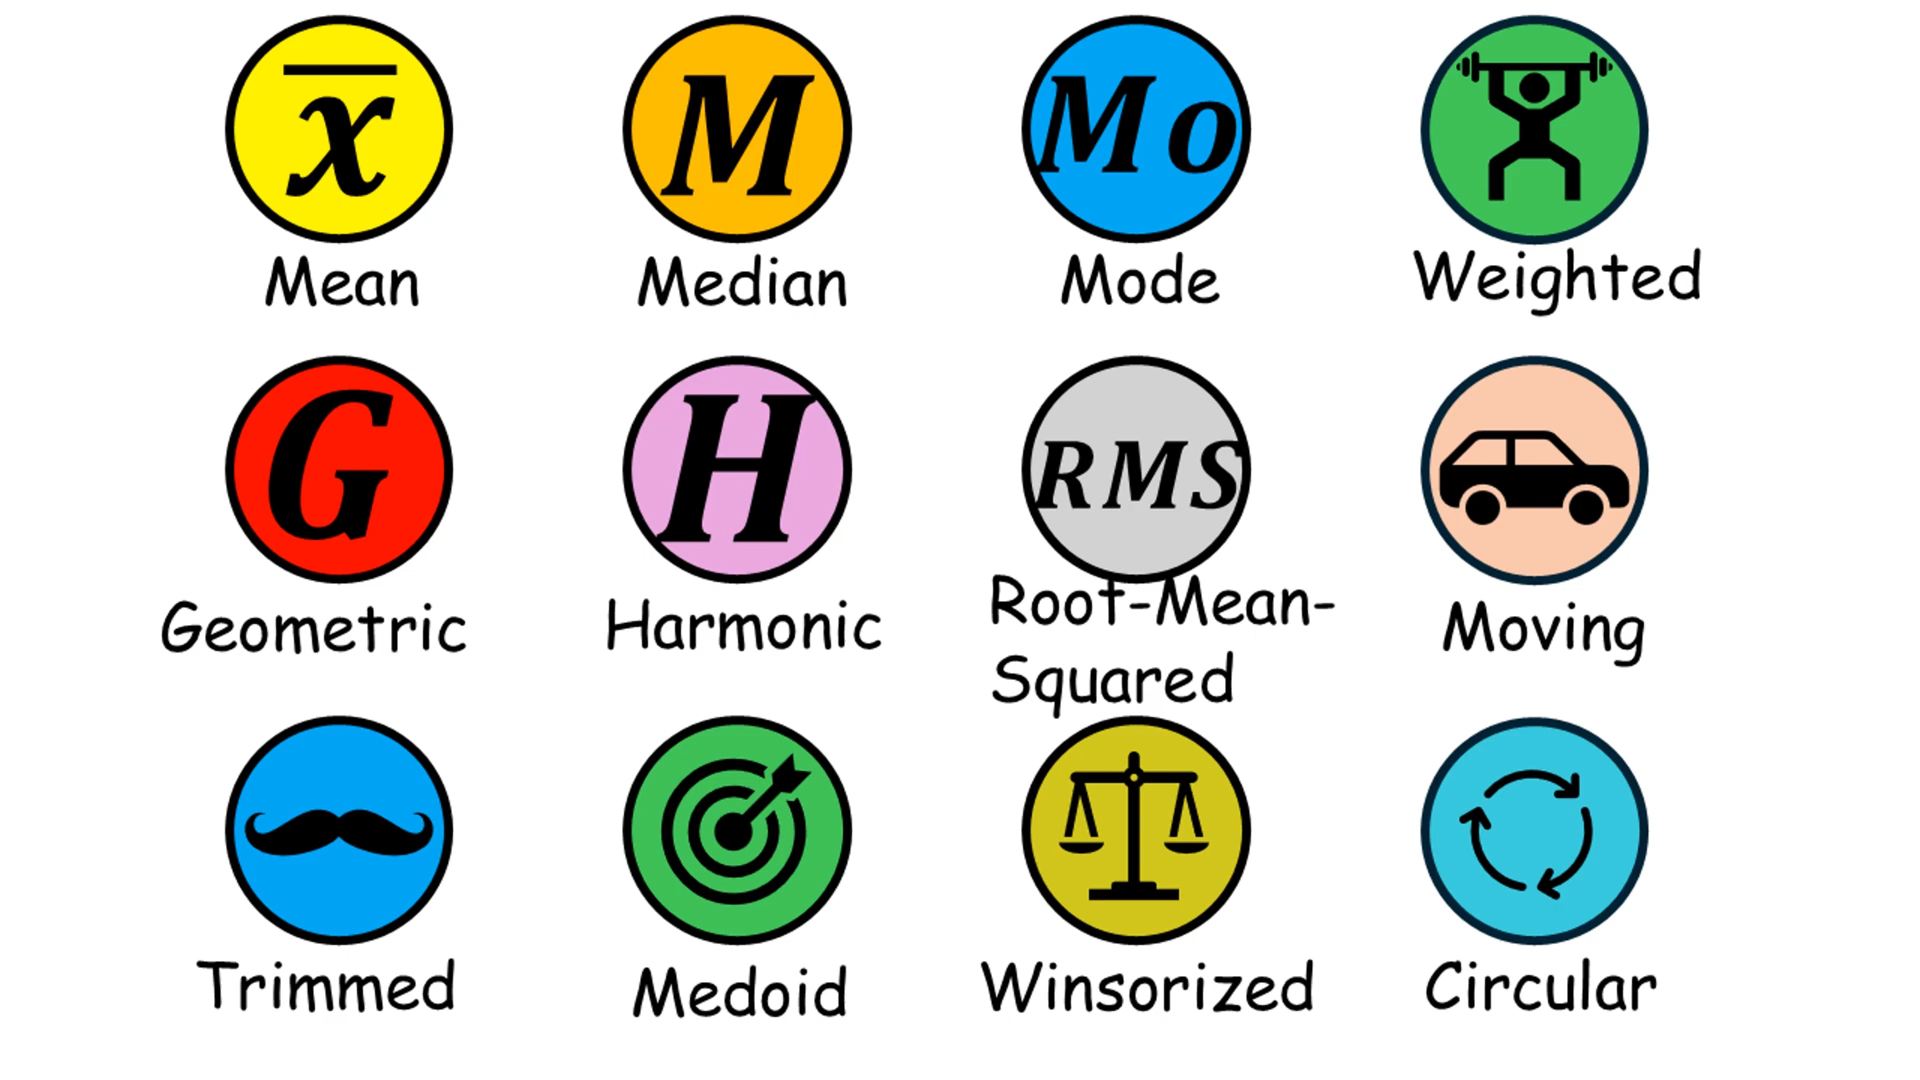 x̄
M
Mo
Mean
Median
Mode
Weighted
G
H
RMS
Geometric
Harmonic
Root-Mean-
Squared
Moving
Trimmed
Medoid
Winsorized
Circular